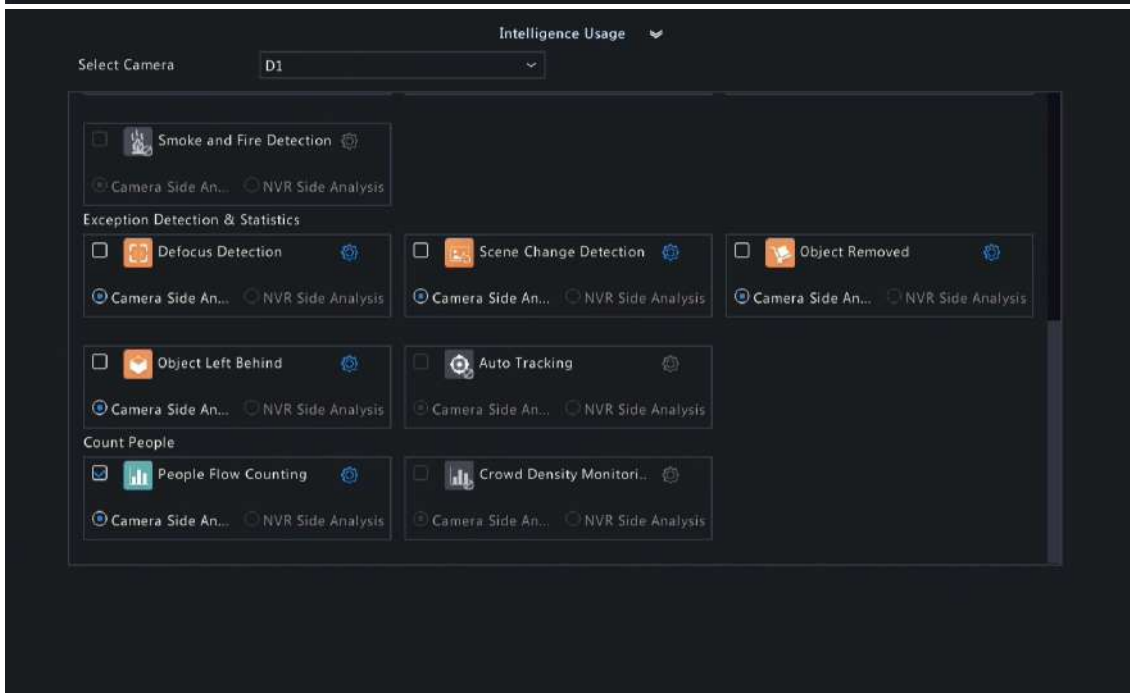 Intelligence Usage
Select Camera D1
Smoke and Fire Detection
Camera Side An... NVR Side Analysis
Exception Detection & Statistics
Defocus Detection Scene Change Detection Object Removed
Camera Side An... NVR Side Analysis Camera Side An... NVR Side Analysis Camera Side An... NVR Side Analysis
Object Left Behind Auto Tracking
Camera Side An... NVR Side Analysis Camera Side An... NVR Side Analysis
Count People
People Flow Counting Crowd Density Monitori..
Camera Side An... NVR Side Analysis Camera Side An... NVR Side Analysis